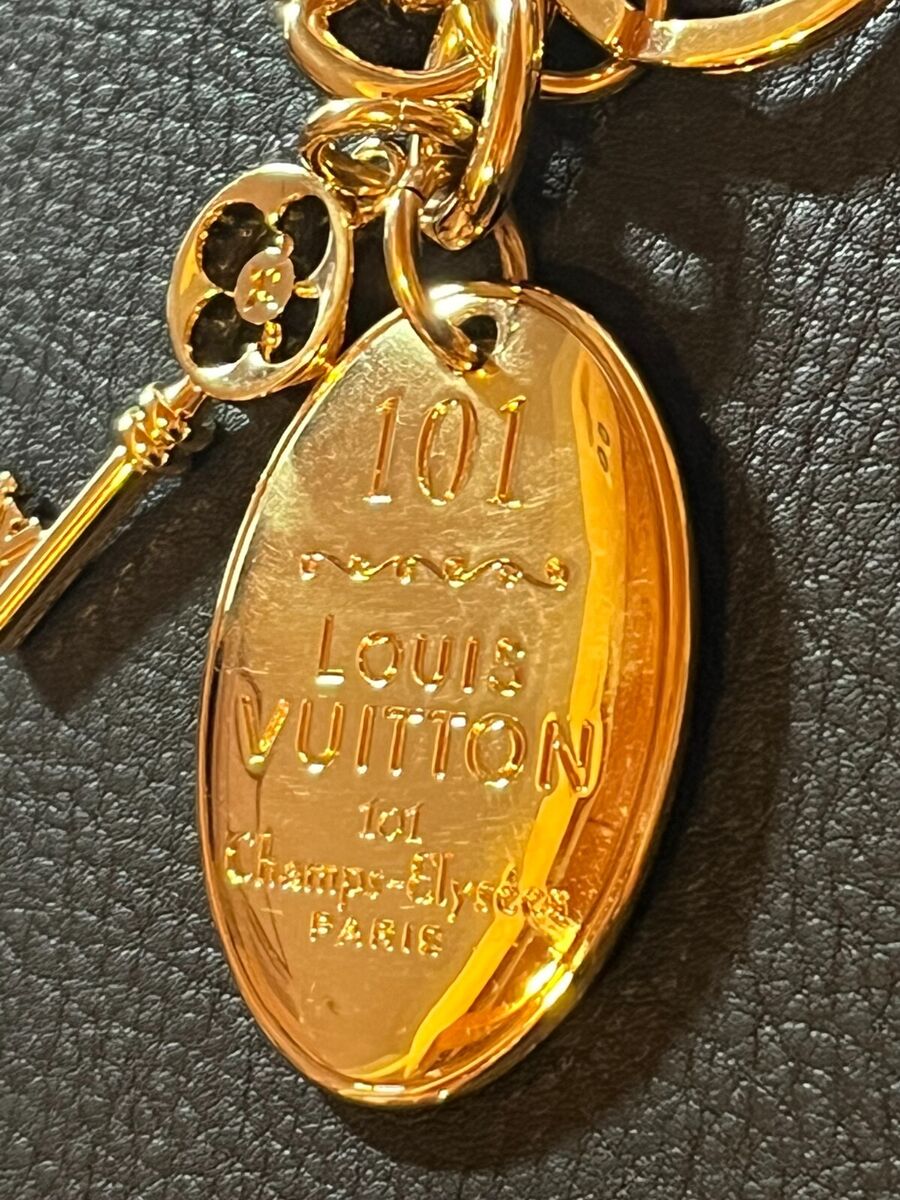 101
LOUIS
VUITTON
101
Champs-Elysées
PARIS